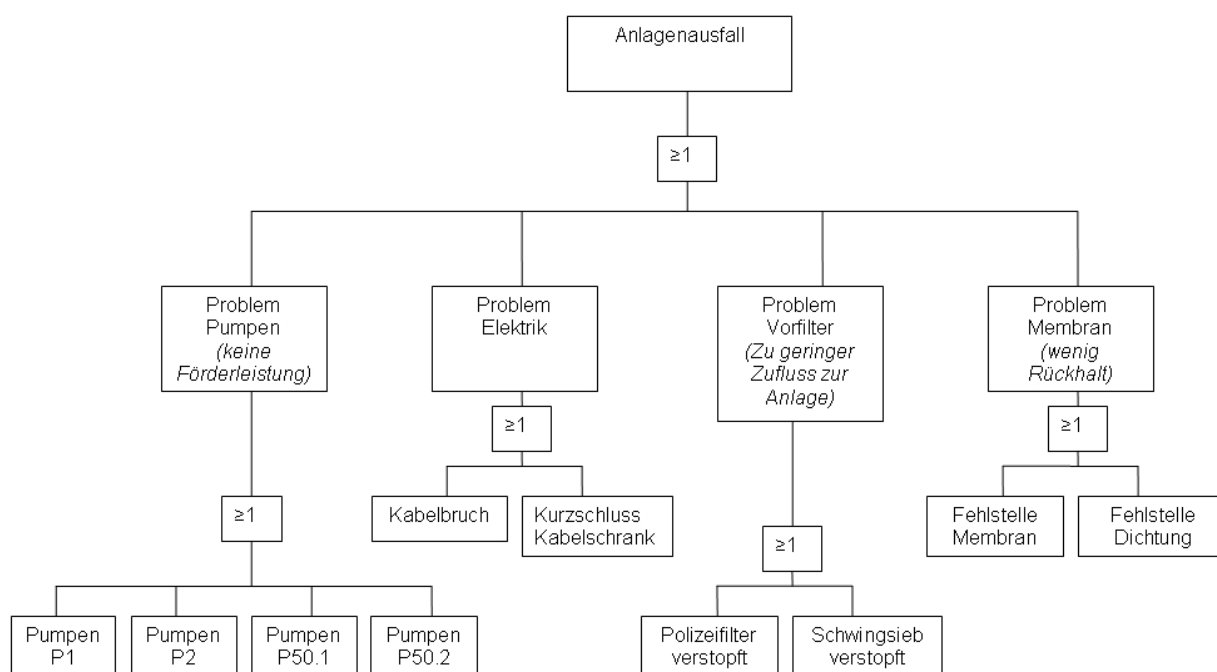 Anlagenausfall
≥1
Problem
Pumpen
(keine
Förderleistung)
Problem
Elektrik
Problem
Vorfilter
(Zu geringer
Zufluss zur
Anlage)
Problem
Membran
(wenig
Rückhalt)
≥1
≥1
≥1
≥1
Kabelbruch
Kurzschluss
Kabelschrank
Fehlstelle
Membran
Fehlstelle
Dichtung
Pumpen
P1
Pumpen
P2
Pumpen
P50.1
Pumpen
P50.2
Polizeifilter
verstopft
Schwingsieb
verstopft